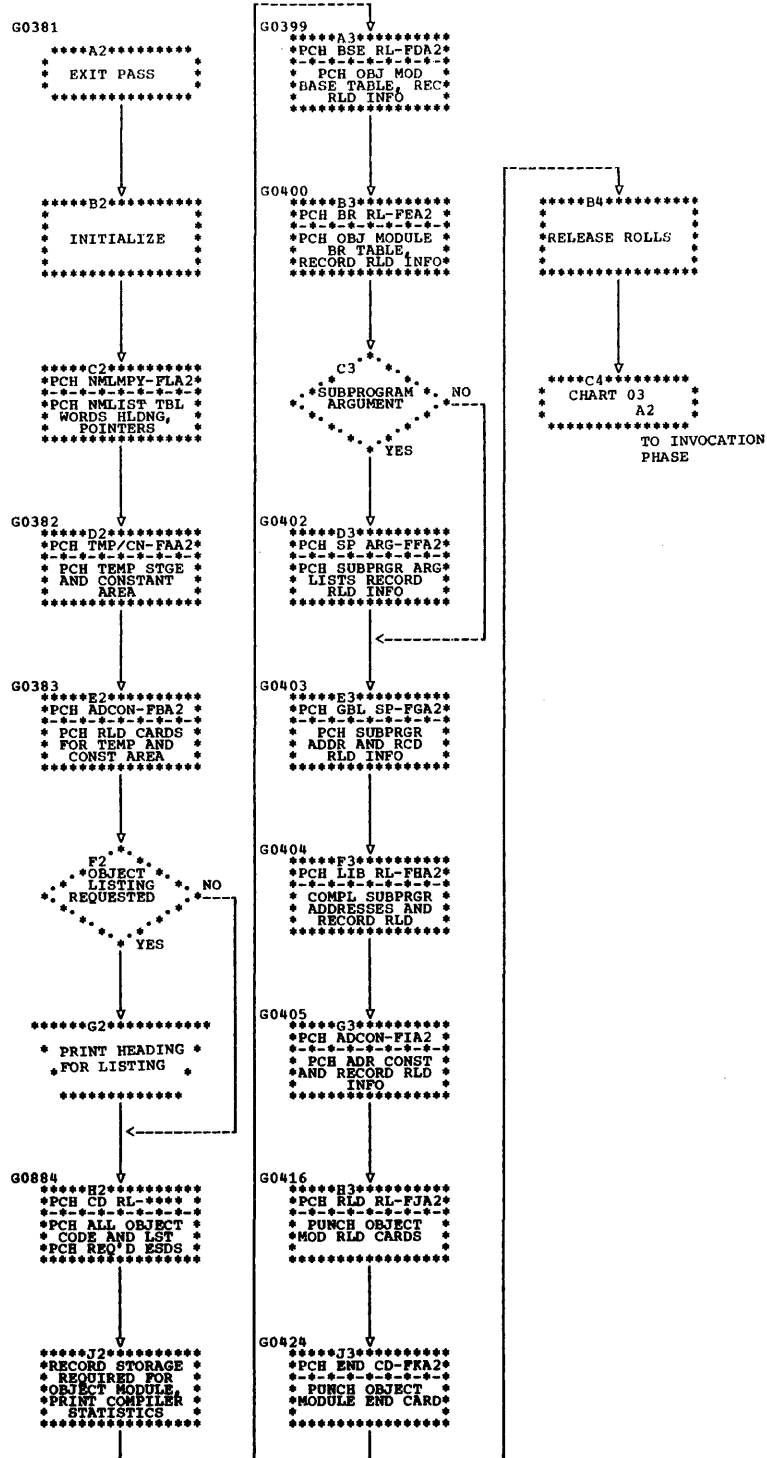 G0381
*****A2**********
EXIT PASS
*****B2**********
INITIALIZE
*****C2**********
*PCH NMLMPY-FLA2*
*-*-*-*-*-*-*-*-*
*PCH NMLIST TBL *
* WORDS HLDNG, *
* POINTERS *
*****************
G0382
*****D2**********
*PCH TMP/CN-FAA2*
*-*-*-*-*-*-*-*-*
* PCH TEMP STGE *
* AND CONSTANT *
* AREA *
*****************
G0383
*****E2**********
*PCH ADCON-FBA2*
*-*-*-*-*-*-*-*-*
* PCH RLD CARDS *
* FOR TEMP AND *
* CONST AREA *
*****************
F2
OBJECT
LISTING
REQUESTED
NO
YES
*****G2**********
* PRINT HEADING *
* FOR LISTING *
G0884
*****H2**********
*PCH CD RL-**** *
*-*-*-*-*-*-*-*-*
*PCH ALL OBJECT *
* CODE AND LST *
*PCH REQ'D ESDS *
*****************
*****J2**********
*RECORD STORAGE *
* REQUIRED FOR *
*OBJECT MODULE, *
*PRINT COMPILER *
* STATISTICS *
*****************
G0399
*****A3**********
*PCH BSE RL-FDA2*
*-*-*-*-*-*-*-*-*
* PCH OBJ MOD *
*BASE TABLE, REC*
* RLD INFO *
*****************
G0400
*****B3**********
*PCH BR RL-FEA2 *
*-*-*-*-*-*-*-*-*
*PCH OBJ MODULE *
* BR TABLE, *
*RECORD RLD INFO*
*****************
C3
SUBPROGRAM
ARGUMENT
NO
YES
G0402
*****D3**********
*PCH SP ARG-FFA2*
*-*-*-*-*-*-*-*-*
*PCH SUBPRGR ARG*
* LISTS RECORD *
* RLD INFO *
*****************
G0403
*****E3**********
*PCH GBL SP-FGA2*
*-*-*-*-*-*-*-*-*
* PCH SUBPRGR *
* ADDR AND RCD *
* RLD INFO *
*****************
G0404
*****F3**********
*PCH LIB RL-FHA2*
*-*-*-*-*-*-*-*-*
* COMPL SUBPRGR *
* ADDRESSES AND *
* RECORD RLD *
*****************
G0405
*****G3**********
*PCH ADCON-FIA2 *
*-*-*-*-*-*-*-*-*
* PCH ADR CONST *
*AND RECORD RLD *
* INFO *
*****************
G0416
*****H3**********
*PCH RLD RL-FJA2*
*-*-*-*-*-*-*-*-*
* PUNCH OBJECT *
*MOD RLD CARDS *
*****************
G0424
*****J3**********
*PCH END CD-FKA2*
*-*-*-*-*-*-*-*-*
* PUNCH OBJECT *
*MODULE END CARD*
*****************
*****B4**********
*RELEASE ROLLS *
*****************
*****C4**********
CHART 03
A2
*****************
TO INVOCATION
PHASE